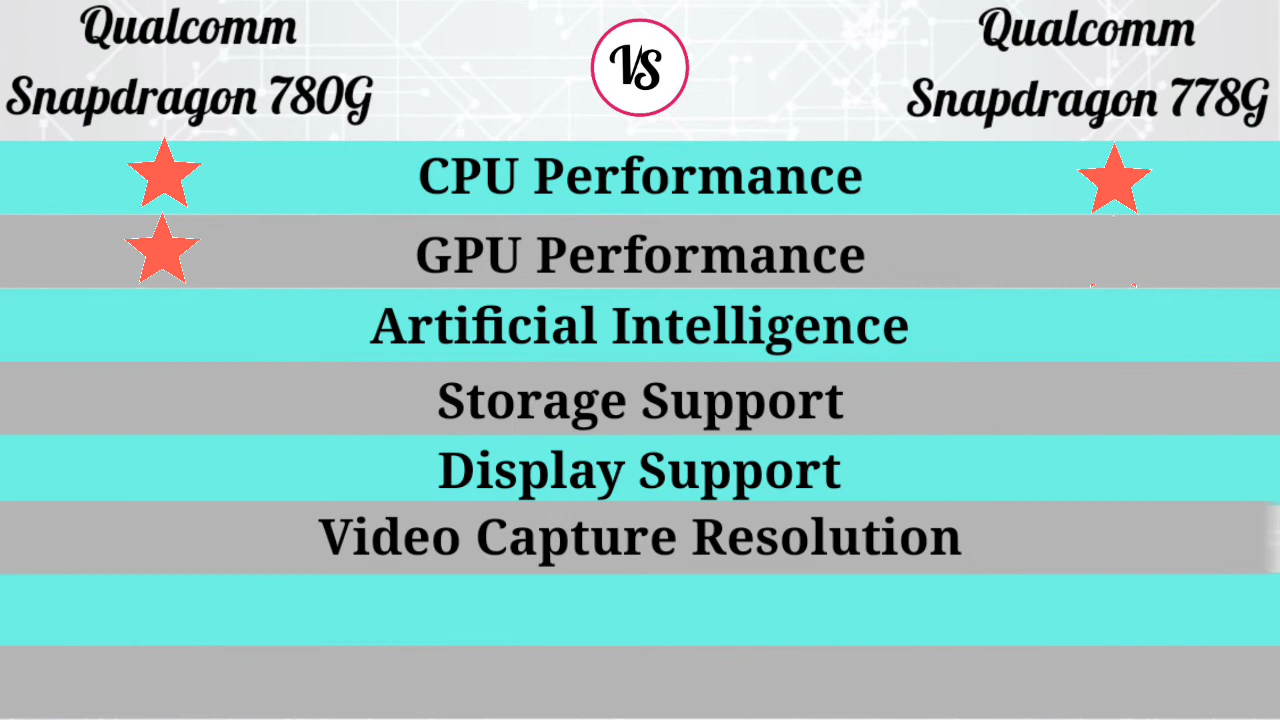 Qualcomm
Snapdragon 780G
VS
Qualcomm
Snapdragon 778G
CPU Performance
GPU Performance
Artificial Intelligence
Storage Support
Display Support
Video Capture Resolution